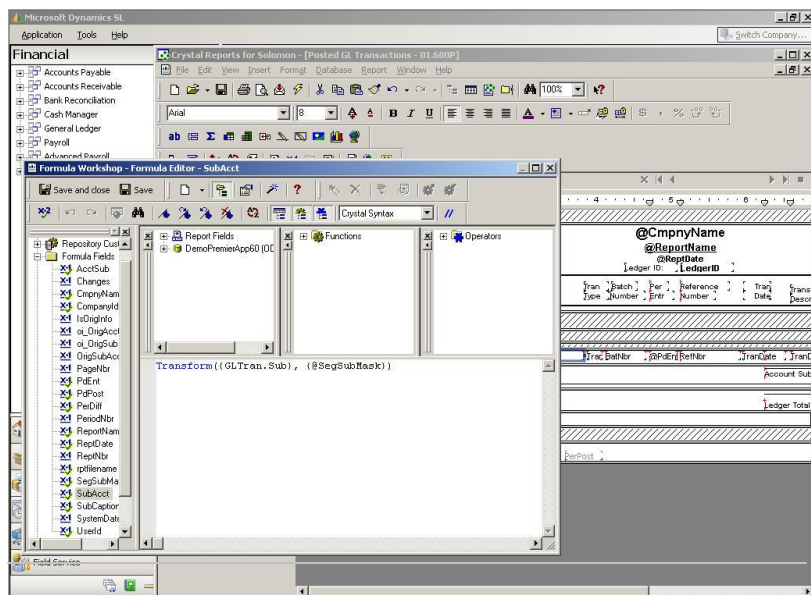 Microsoft Dynamics SL
Application Tools Help
Switch Company...
Financial
Accounts Payable
Accounts Receivable
Bank Reconciliation
Cash Manager
General Ledger
Payroll
Advanced Payroll
Field Service
Crystal Reports for Solomon - [Posted GL Transactions - 01.680P]
File Edit View Insert Format Database Report Window Help
100%
Arial 8
B I U
Formula Workshop - Formula Editor - SubAcct
Save and close Save
Crystal Syntax
Repository Cust
Formula Fields
AcctSub
Changes
CmpnyNam
CompanyId
IsOrigInfo
oi_OrigAcct
oi_OrigSub
OrigSubAcc
PageNbr
PdEnt
PdPost
PerDiff
PeriodNbr
ReportNam
ReptDate
ReptNbr
rptfilename
SegSubMa
SubAcct
SubCaption
SystemDate
UserId
Report Fields
DemoPremierApp60 (OD
Functions
Operators
Transform((GLTran.Sub), (@SegSubMask))
@CmpnyName
@ReportName
@ReptDate
Ledger ID: LedgerID
Tran Batch Per Reference Tran Trans
Type Number Entr Number Date Descr
Trac BatNbr @PdEnt RefNbr TranDate TranD
Account Sub
Ledger Total
PerPost